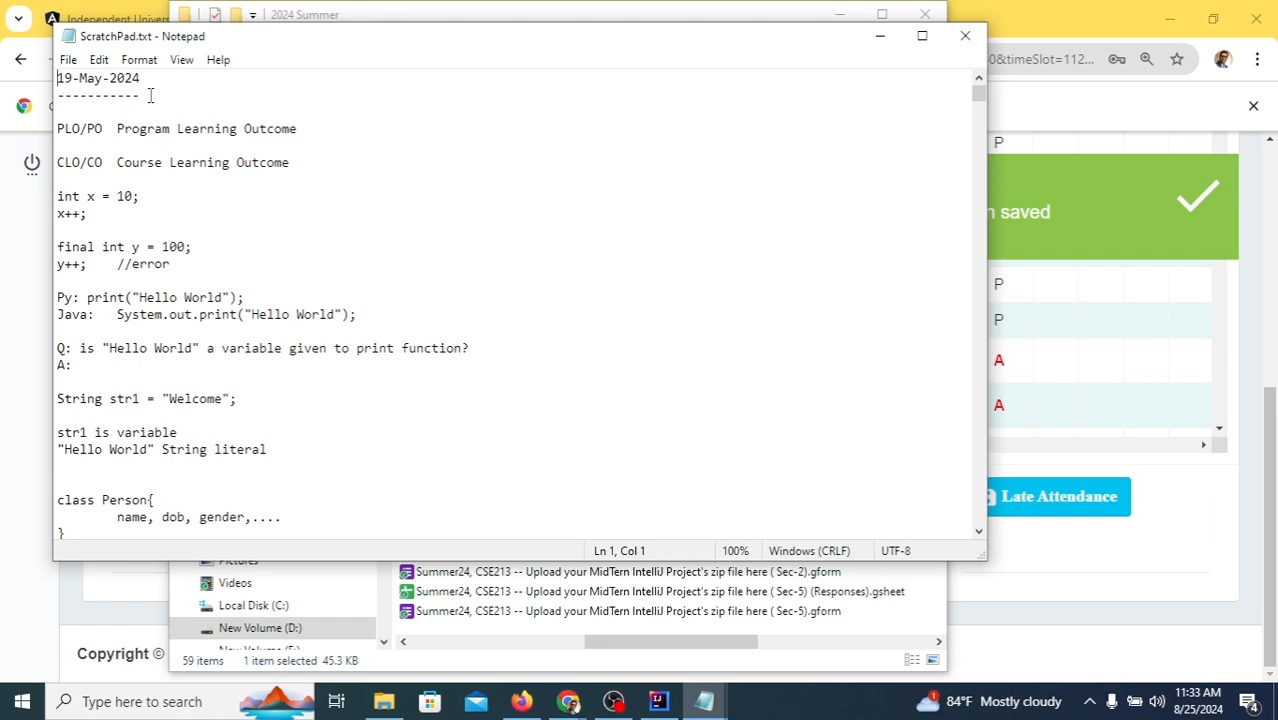 Independent Univer
2024 Summer
0&timeSlot=112...
ScratchPad.txt - Notepad
File Edit Format View Help
19-May-2024
-----------
PLO/PO Program Learning Outcome
CLO/CO Course Learning Outcome
int x = 10;
x++;
final int y = 100;
y++; //error
Py: print("Hello World");
Java: System.out.print("Hello World");
Q: is "Hello World" a variable given to print function?
A:
String str1 = "Welcome";
str1 is variable
"Hello World" String literal
class Person{
name, dob, gender,....
}
Ln 1, Col 1 100% Windows (CRLF) UTF-8
P
n saved
P
P
A
A
Late Attendance
Pictures
Videos
Local Disk (C:)
New Volume (D:)
Summer24, CSE213 -- Upload your MidTern IntelliJ Project's zip file here ( Sec-2).gform
Summer24, CSE213 -- Upload your MidTern IntelliJ Project's zip file here ( Sec-5) (Responses).gsheet
Summer24, CSE213 -- Upload your MidTern IntelliJ Project's zip file here ( Sec-5).gform
59 items 1 item selected 45.3 KB
Copyright ©
Type here to search
84°F Mostly cloudy
11:33 AM
8/25/2024
4